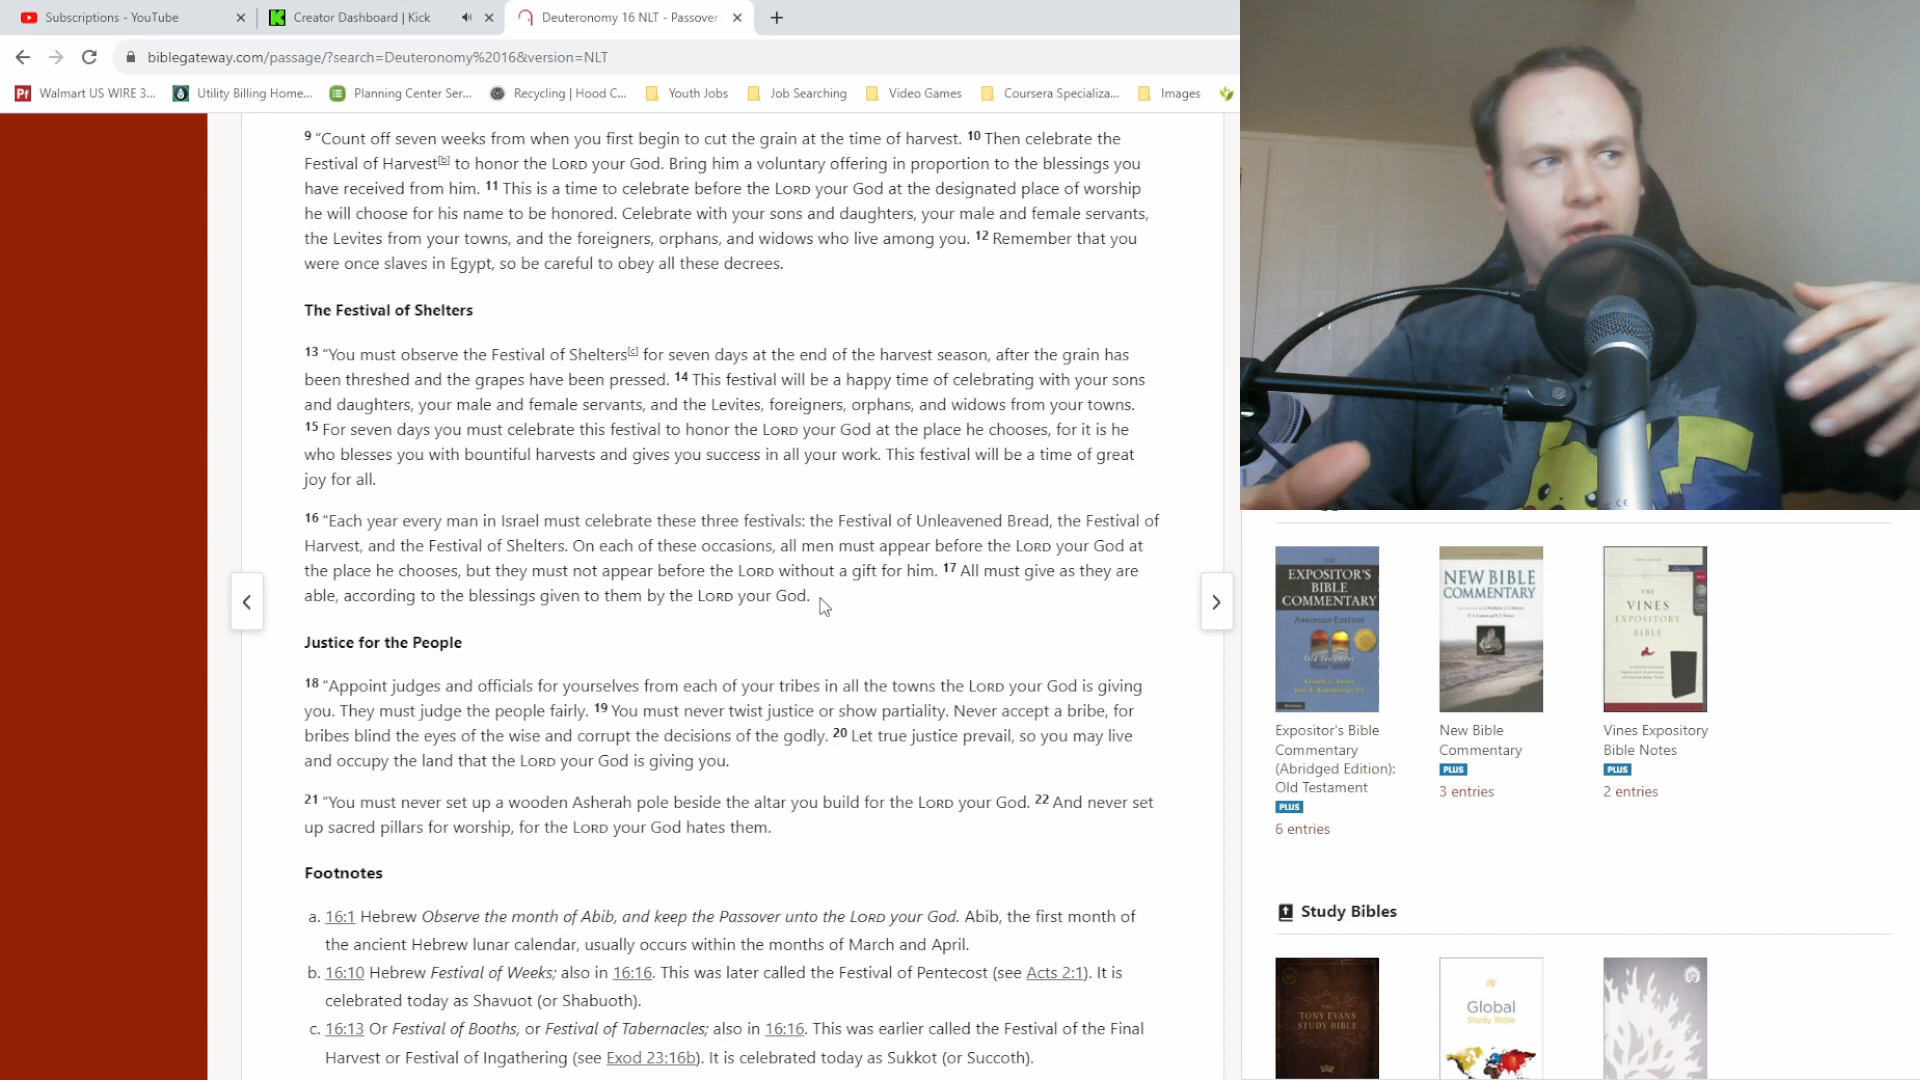 Subscriptions - YouTube
Creator Dashboard | Kick
Deuteronomy 16 NLT - Passover
biblegateway.com/passage/?search=Deuteronomy%2016&version=NLT
Walmart US WIRE 3...
Utility Billing Home...
Planning Center Ser...
Recycling | Hood C...
Youth Jobs
Job Searching
Video Games
Coursera Specializa...
Images
9 “Count off seven weeks from when you first begin to cut the grain at the time of harvest. 10 Then celebrate the
Festival of Harvest[b] to honor the LORD your God. Bring him a voluntary offering in proportion to the blessings you
have received from him. 11 This is a time to celebrate before the LORD your God at the designated place of worship
he will choose for his name to be honored. Celebrate with your sons and daughters, your male and female servants,
the Levites from your towns, and the foreigners, orphans, and widows who live among you. 12 Remember that you
were once slaves in Egypt, so be careful to obey all these decrees.
The Festival of Shelters
13 “You must observe the Festival of Shelters[c] for seven days at the end of the harvest season, after the grain has
been threshed and the grapes have been pressed. 14 This festival will be a happy time of celebrating with your sons
and daughters, your male and female servants, and the Levites, foreigners, orphans, and widows from your towns.
15 For seven days you must celebrate this festival to honor the LORD your God at the place he chooses, for it is he
who blesses you with bountiful harvests and gives you success in all your work. This festival will be a time of great
joy for all.
16 “Each year every man in Israel must celebrate these three festivals: the Festival of Unleavened Bread, the Festival of
Harvest, and the Festival of Shelters. On each of these occasions, all men must appear before the LORD your God at
the place he chooses, but they must not appear before the LORD without a gift for him. 17 All must give as they are
able, according to the blessings given to them by the LORD your God.
Justice for the People
18 “Appoint judges and officials for yourselves from each of your tribes in all the towns the LORD your God is giving
you. They must judge the people fairly. 19 You must never twist justice or show partiality. Never accept a bribe, for
bribes blind the eyes of the wise and corrupt the decisions of the godly. 20 Let true justice prevail, so you may live
and occupy the land that the LORD your God is giving you.
21 “You must never set up a wooden Asherah pole beside the altar you build for the LORD your God. 22 And never set
up sacred pillars for worship, for the LORD your God hates them.
Footnotes
a. 16:1 Hebrew Observe the month of Abib, and keep the Passover unto the LORD your God. Abib, the first month of
the ancient Hebrew lunar calendar, usually occurs within the months of March and April.
b. 16:10 Hebrew Festival of Weeks; also in 16:16. This was later called the Festival of Pentecost (see Acts 2:1). It is
celebrated today as Shavuot (or Shabuoth).
c. 16:13 Or Festival of Booths, or Festival of Tabernacles; also in 16:16. This was earlier called the Festival of the Final
Harvest or Festival of Ingathering (see Exod 23:16b). It is celebrated today as Sukkot (or Succoth).
THE
EXPOSITOR'S
BIBLE
COMMENTARY
ABRIDGED EDITION
Old Testament
NEW BIBLE
COMMENTARY
THE
VINES
EXPOSITORY
BIBLE
Expositor's Bible
Commentary
(Abridged Edition):
Old Testament
PLUS
6 entries
New Bible
Commentary
PLUS
3 entries
Vines Expository
Bible Notes
PLUS
2 entries
Study Bibles
THE
TONY EVANS
STUDY BIBLE
Global
Study Bible